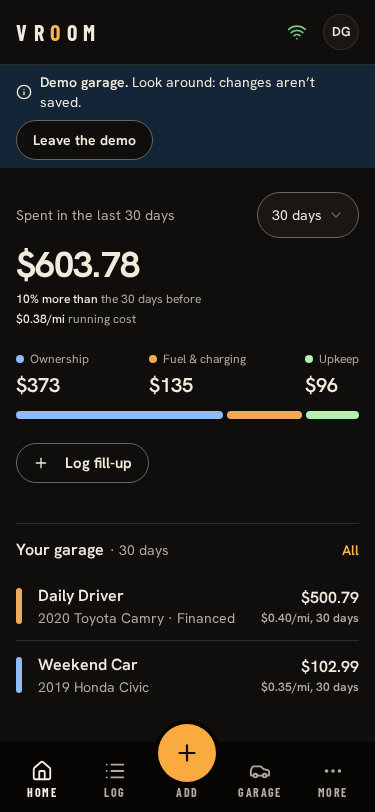 VROOM
DG
Demo garage. Look around: changes aren’t
saved.
Leave the demo
Spent in the last 30 days
30 days
$603.78
10% more than the 30 days before
$0.38/mi running cost
Ownership
Fuel & charging
Upkeep
$373
$135
$96
Log fill-up
Your garage · 30 days
All
Daily Driver
$500.79
2020 Toyota Camry · Financed
$0.40/mi, 30 days
Weekend Car
$102.99
2019 Honda Civic
$0.35/mi, 30 days
HOME
LOG
ADD
GARAGE
MORE